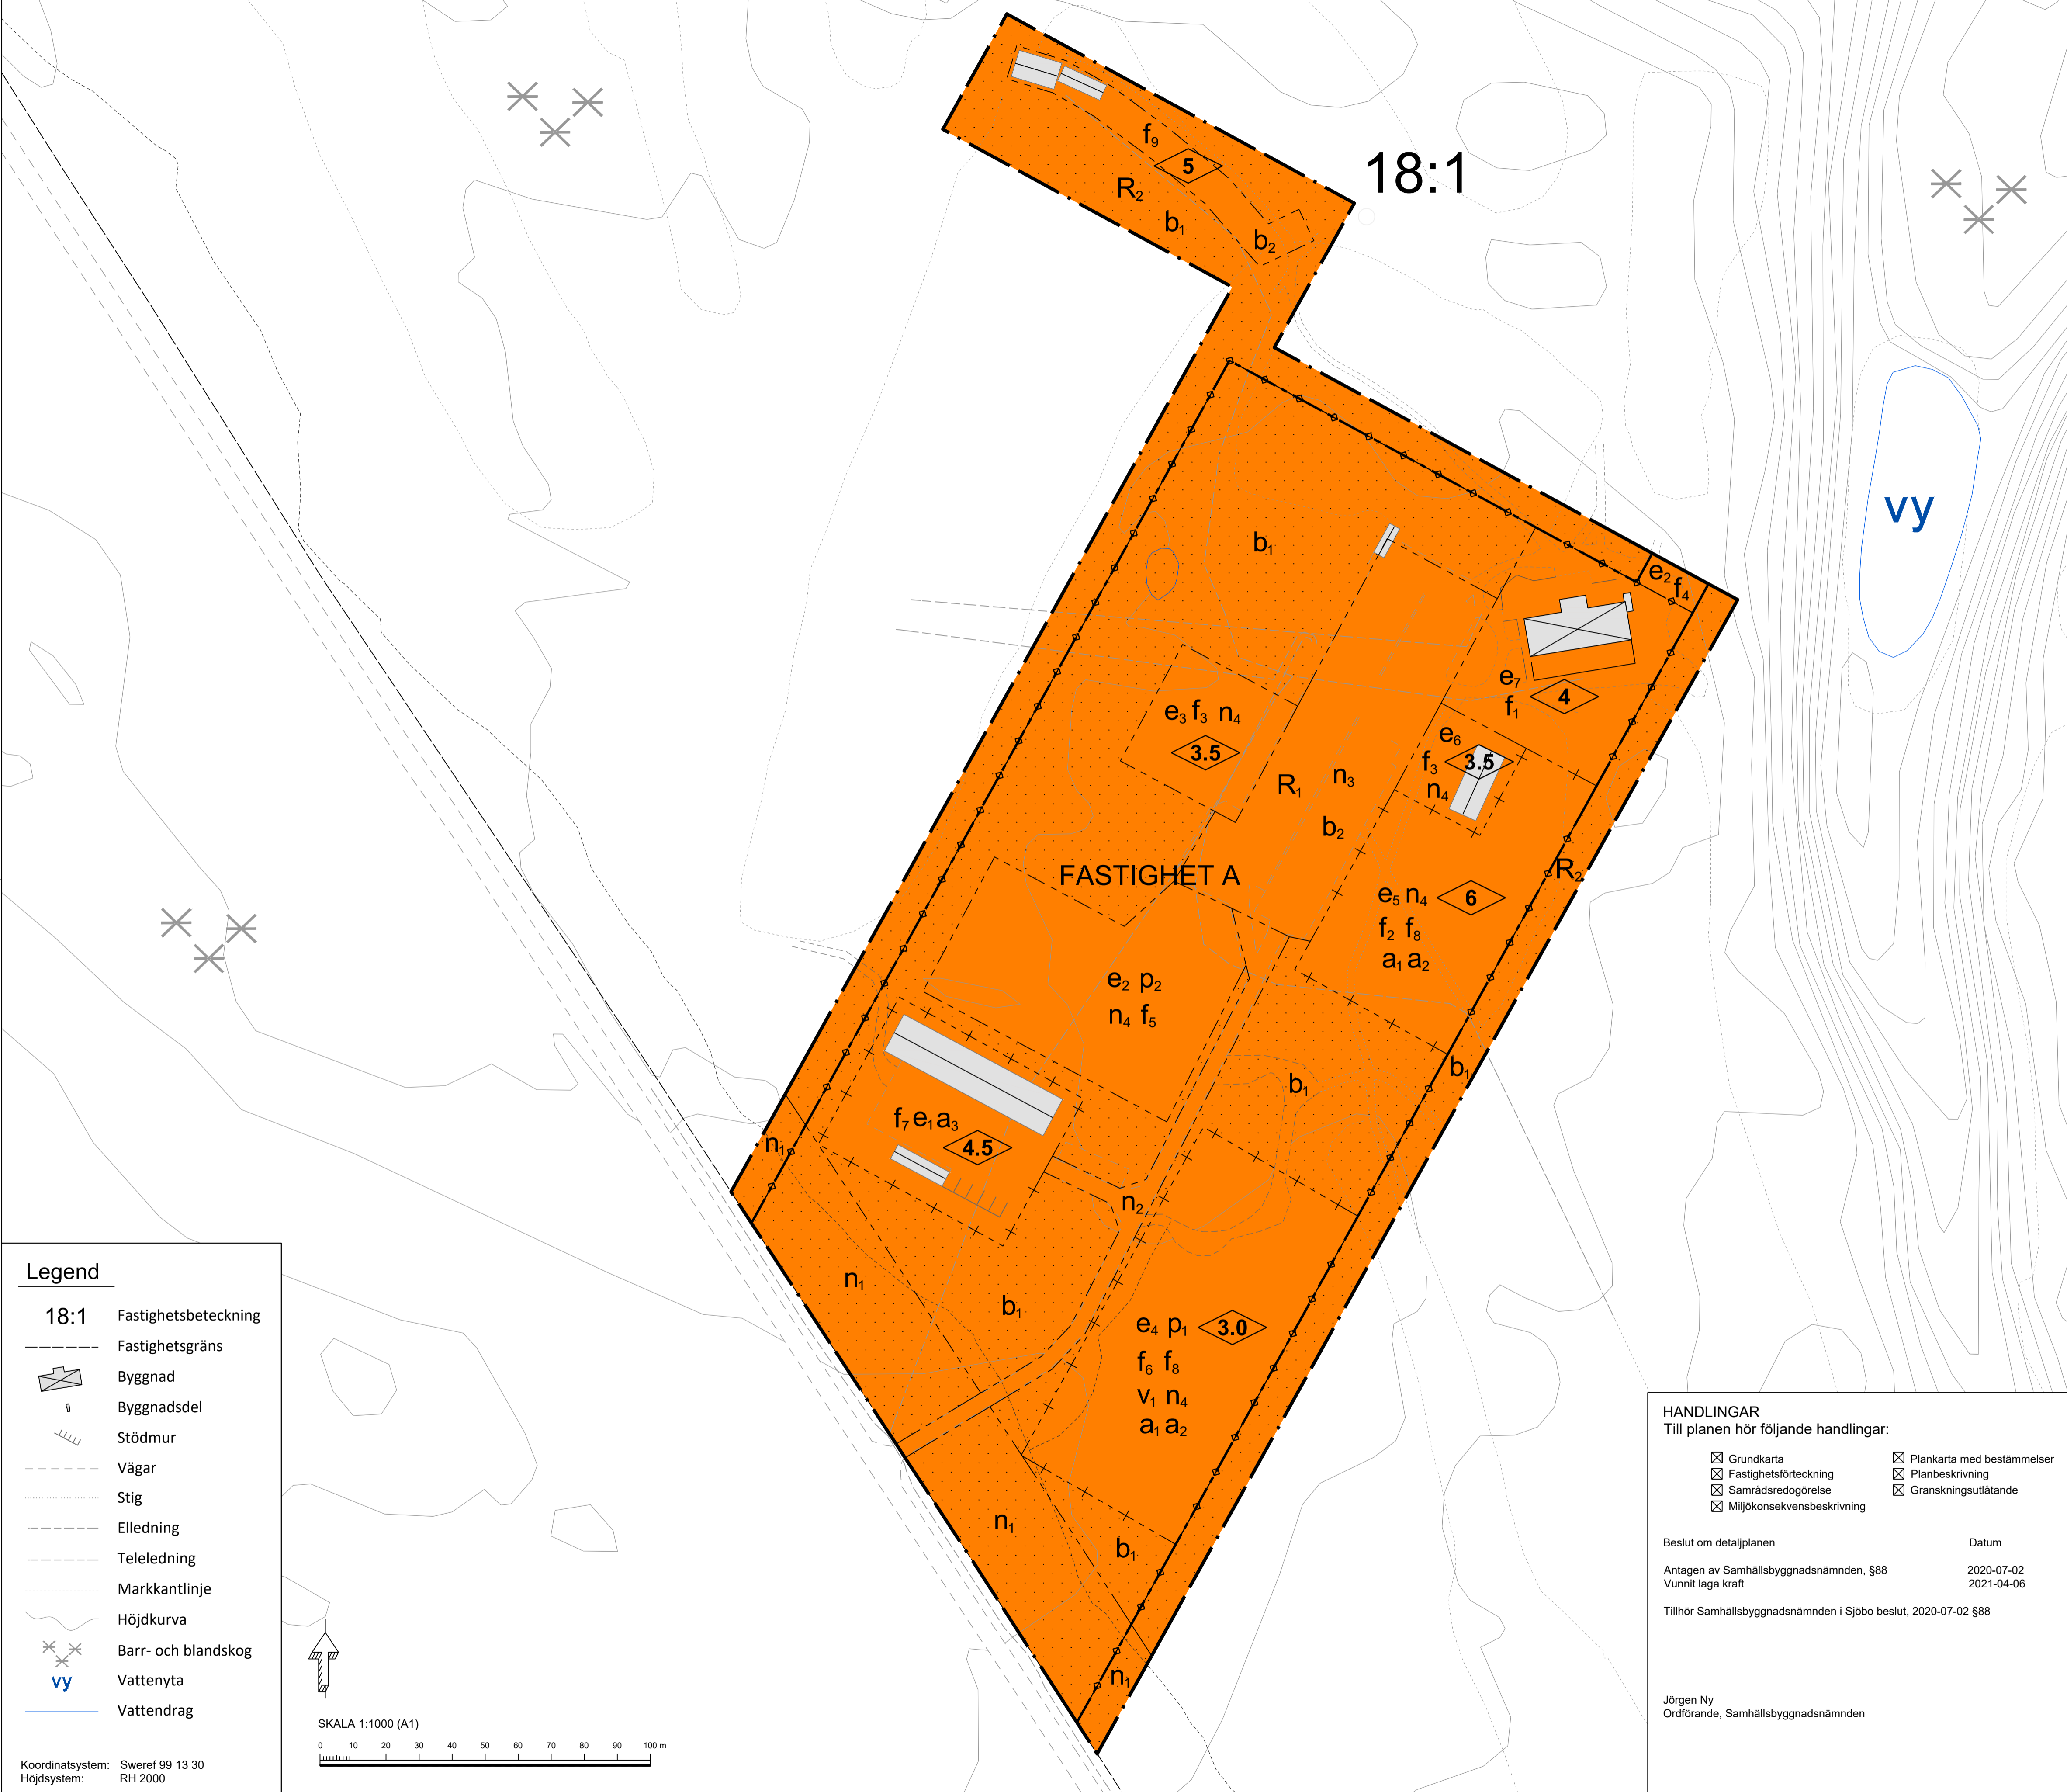 18:1
f9
5
R2
b1
b2
vy
b1
e2 f4
e7
4
f1
e3 f3 n4
3.5
e6
f3 3.5
n4
R1
n3
b2
FASTIGHET A
R2
e5 n4 6
f2 f8
a1 a2
e2 p2
n4 f5
b1
b1
f7 e1 a3
4.5
n1
n2
n1
b1
e4 p1 3.0
f6 f8
v1 n4
a1 a2
n1
b1
n1
Legend
18:1 Fastighetsbeteckning
Fastighetsgräns
Byggnad
Byggnadsdel
Stödmur
Vägar
Stig
Elledning
Teleledning
Markkantlinje
Höjdkurva
Barr- och blandskog
vy Vattenyta
Vattendrag
Koordinatsystem: Sweref 99 13 30
Höjdsystem: RH 2000
SKALA 1:1000 (A1)
0 10 20 30 40 50 60 70 80 90 100 m
HANDLINGAR
Till planen hör följande handlingar:
Grundkarta
Fastighetsförteckning
Samrådsredogörelse
Miljökonsekvensbeskrivning
Plankarta med bestämmelser
Planbeskrivning
Granskningsutlåtande
Beslut om detaljplanen Datum
Antagen av Samhällsbyggnadsnämnden, §88 2020-07-02
Vunnit laga kraft 2021-04-06
Tillhör Samhällsbyggnadsnämnden i Sjöbo beslut, 2020-07-02 §88
Jörgen Ny
Ordförande, Samhällsbyggnadsnämnden